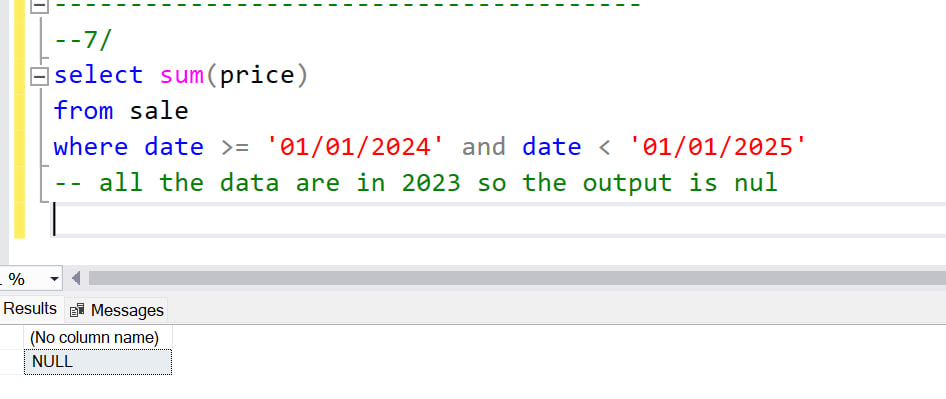 ----------------------------------------
--7/
select sum(price)
from sale
where date >= '01/01/2024' and date < '01/01/2025'
-- all the data are in 2023 so the output is nul
%
Results Messages
(No column name)
NULL